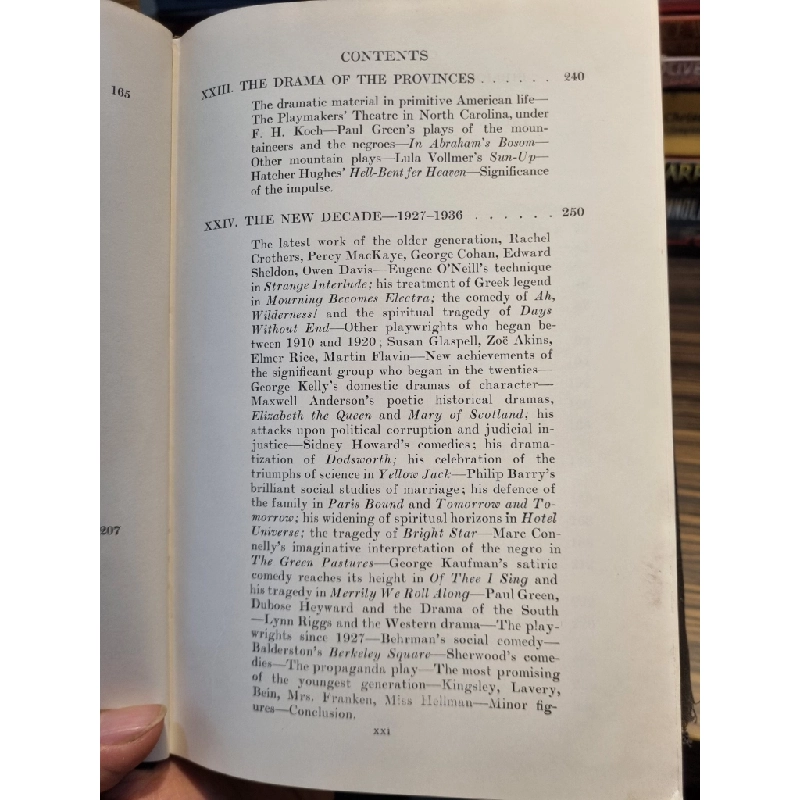 165
207
CONTENTS
XXIII. THE DRAMA OF THE PROVINCES . . . . . . 240
The dramatic material in primitive American life—
The Playmakers' Theatre in North Carolina, under
F. H. Koch—Paul Green's plays of the moun-
taineers and the negroes—In Abraham's Bosom—
Other mountain plays—Lula Vollmer's Sun-Up—
Hatcher Hughes' Hell-Bent fer Heaven—Significance
of the impulse.
XXIV. THE NEW DECADE—1927–1936 . . . . . . 250
The latest work of the older generation, Rachel
Crothers, Percy MacKaye, George Cohan, Edward
Sheldon, Owen Davis—Eugene O'Neill's technique
in Strange Interlude; his treatment of Greek legend
in Mourning Becomes Electra; the comedy of Ah,
Wilderness! and the spiritual tragedy of Days
Without End—Other playwrights who began be-
tween 1910 and 1920; Susan Glaspell, Zoë Akins,
Elmer Rice, Martin Flavin—New achievements of
the significant group who began in the twenties—
George Kelly's domestic dramas of character—
Maxwell Anderson's poetic historical dramas,
Elizabeth the Queen and Mary of Scotland; his
attacks upon political corruption and judicial in-
justice—Sidney Howard's comedies; his drama-
tization of Dodsworth; his celebration of the
triumphs of science in Yellow Jack—Philip Barry's
brilliant social studies of marriage; his defence of
the family in Paris Bound and Tomorrow and To-
morrow; his widening of spiritual horizons in Hotel
Universe; the tragedy of Bright Star—Marc Con-
nelly's imaginative interpretation of the negro in
The Green Pastures—George Kaufman's satiric
comedy reaches its height in Of Thee I Sing and
his tragedy in Merrily We Roll Along—Paul Green,
Dubose Heyward and the Drama of the South
—Lynn Riggs and the Western drama—The play-
wrights since 1927—Behrman's social comedy—
Balderston's Berkeley Square—Sherwood's come-
dies—The propaganda play—The most promising
of the youngest generation—Kingsley, Lavery,
Bein, Mrs. Franken, Miss Hellman—Minor fig-
ures—Conclusion.
xxi